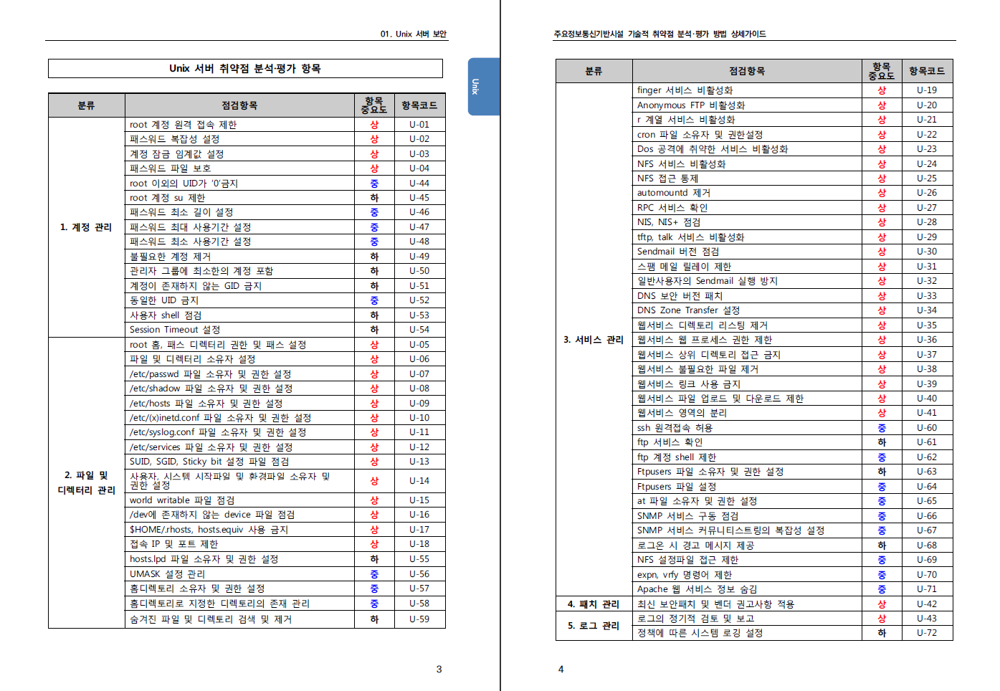 01. Unix 서버 보안
Unix 서버 취약점 분석·평가 항목
분류 점검항목 항목 중요도 항목코드
1. 계정 관리
root 계정 원격 접속 제한 상 U-01
패스워드 복잡성 설정 상 U-02
계정 잠금 임계값 설정 상 U-03
패스워드 파일 보호 상 U-04
root 이외의 UID가 '0'금지 중 U-44
root 계정 su 제한 하 U-45
패스워드 최소 길이 설정 중 U-46
패스워드 최대 사용기간 설정 중 U-47
패스워드 최소 사용기간 설정 중 U-48
불필요한 계정 제거 하 U-49
관리자 그룹에 최소한의 계정 포함 하 U-50
계정이 존재하지 않는 GID 금지 하 U-51
동일한 UID 금지 중 U-52
사용자 shell 점검 하 U-53
Session Timeout 설정 하 U-54
2. 파일 및
디렉터리 관리
root 홈, 패스 디렉터리 권한 및 패스 설정 상 U-05
파일 및 디렉터리 소유자 설정 상 U-06
/etc/passwd 파일 소유자 및 권한 설정 상 U-07
/etc/shadow 파일 소유자 및 권한 설정 상 U-08
/etc/hosts 파일 소유자 및 권한 설정 상 U-09
/etc/(x)inetd.conf 파일 소유자 및 권한 설정 상 U-10
/etc/syslog.conf 파일 소유자 및 권한 설정 상 U-11
/etc/services 파일 소유자 및 권한 설정 상 U-12
SUID, SGID, Sticky bit 설정 파일 점검 상 U-13
사용자, 시스템 시작파일 및 환경파일 소유자 및
권한 설정 상 U-14
world writable 파일 점검 상 U-15
/dev에 존재하지 않는 device 파일 점검 상 U-16
$HOME/.rhosts, hosts.equiv 사용 금지 상 U-17
접속 IP 및 포트 제한 상 U-18
hosts.lpd 파일 소유자 및 권한 설정 하 U-55
UMASK 설정 관리 중 U-56
홈디렉토리 소유자 및 권한 설정 중 U-57
홈디렉토리로 지정한 디렉토리의 존재 관리 중 U-58
숨겨진 파일 및 디렉토리 검색 및 제거 하 U-59
3
Unix
주요정보통신기반시설 기술적 취약점 분석·평가 방법 상세가이드
분류 점검항목 항목 중요도 항목코드
3. 서비스 관리
finger 서비스 비활성화 상 U-19
Anonymous FTP 비활성화 상 U-20
r 계열 서비스 비활성화 상 U-21
cron 파일 소유자 및 권한설정 상 U-22
Dos 공격에 취약한 서비스 비활성화 상 U-23
NFS 서비스 비활성화 상 U-24
NFS 접근 통제 상 U-25
automountd 제거 상 U-26
RPC 서비스 확인 상 U-27
NIS, NIS+ 점검 상 U-28
tftp, talk 서비스 비활성화 상 U-29
Sendmail 버전 점검 상 U-30
스팸 메일 릴레이 제한 상 U-31
일반사용자의 Sendmail 실행 방지 상 U-32
DNS 보안 버전 패치 상 U-33
DNS Zone Transfer 설정 상 U-34
웹서비스 디렉토리 리스팅 제거 상 U-35
웹서비스 웹 프로세스 권한 제한 상 U-36
웹서비스 상위 디렉토리 접근 금지 상 U-37
웹서비스 불필요한 파일 제거 상 U-38
웹서비스 링크 사용 금지 상 U-39
웹서비스 파일 업로드 및 다운로드 제한 상 U-40
웹서비스 영역의 분리 상 U-41
ssh 원격접속 허용 중 U-60
ftp 서비스 확인 하 U-61
ftp 계정 shell 제한 중 U-62
Ftpusers 파일 소유자 및 권한 설정 하 U-63
Ftpusers 파일 설정 중 U-64
at 파일 소유자 및 권한 설정 중 U-65
SNMP 서비스 구동 점검 중 U-66
SNMP 서비스 커뮤니티스트링의 복잡성 설정 중 U-67
로그온 시 경고 메시지 제공 하 U-68
NFS 설정파일 접근 제한 중 U-69
expn, vrfy 명령어 제한 중 U-70
Apache 웹 서비스 정보 숨김 중 U-71
4. 패치 관리 최신 보안패치 및 벤더 권고사항 적용 상 U-42
5. 로그 관리
로그의 정기적 검토 및 보고 상 U-43
정책에 따른 시스템 로깅 설정 하 U-72
4